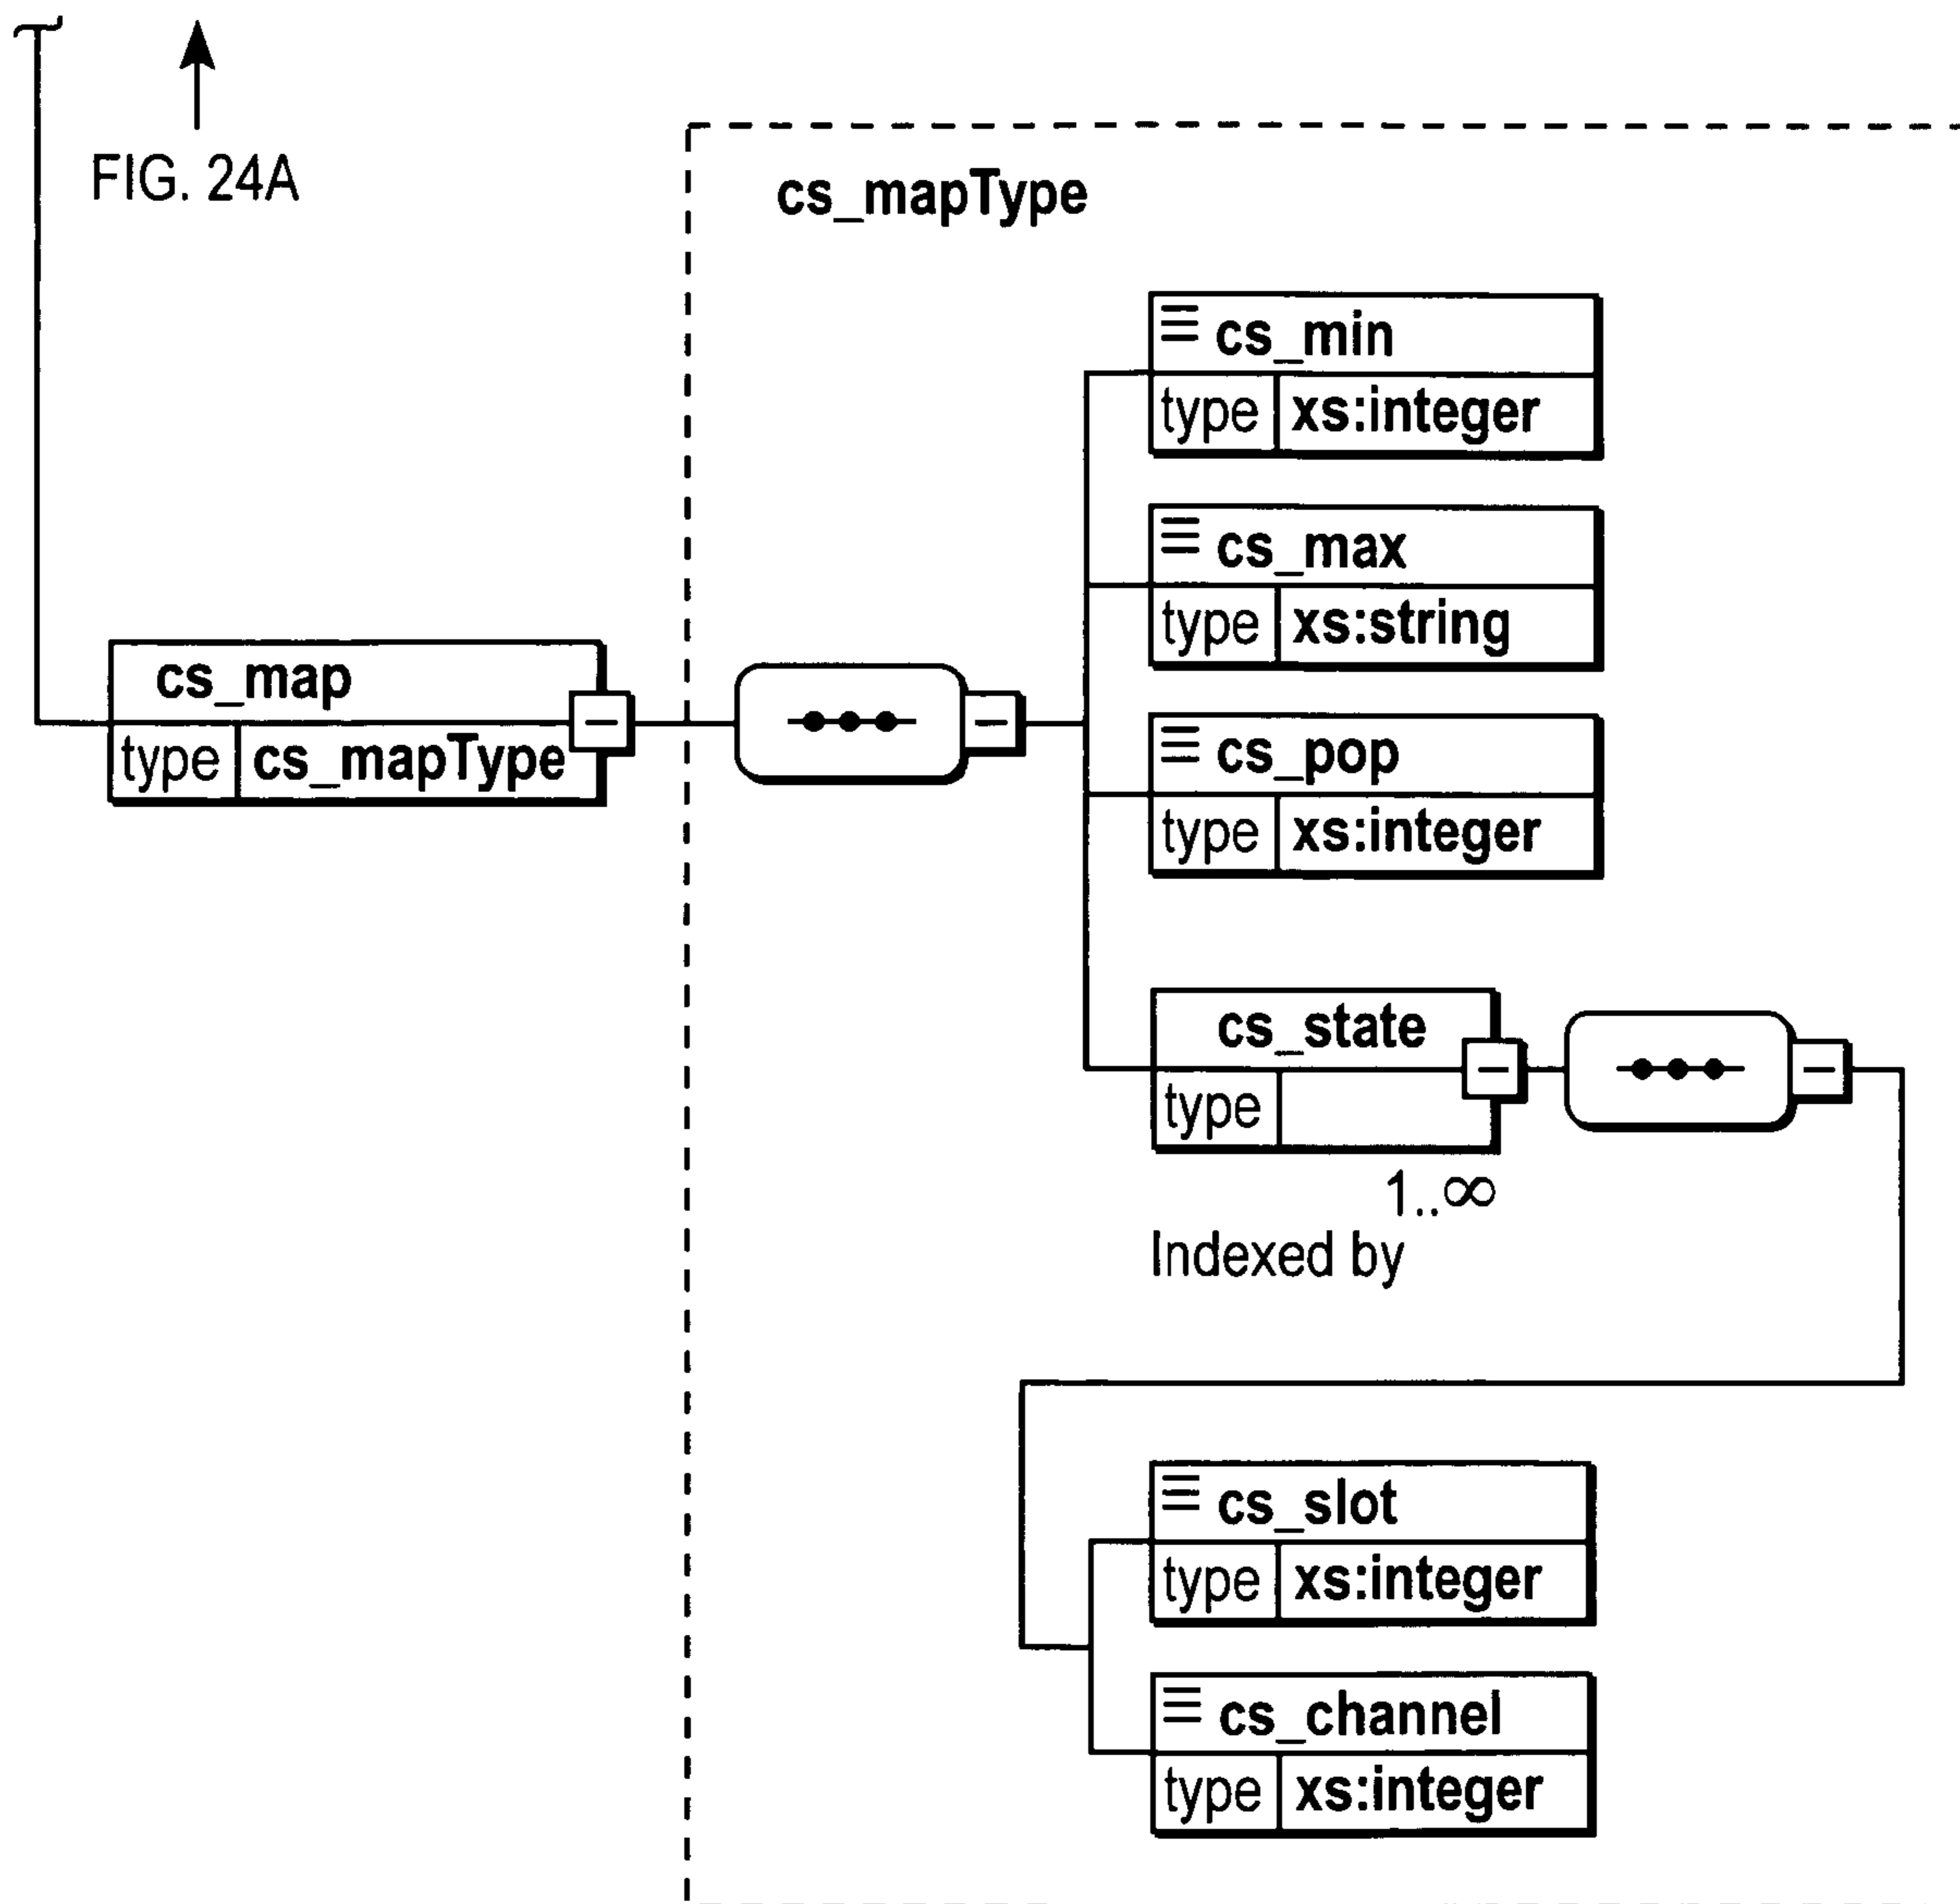 FIG. 24A
cs_mapType
cs_min
type xs:integer
cs_max
type xs:string
cs_map
type cs_mapType
cs_pop
type xs:integer
cs_state
type
1..∞
Indexed by
cs_slot
type xs:integer
cs_channel
type xs:integer